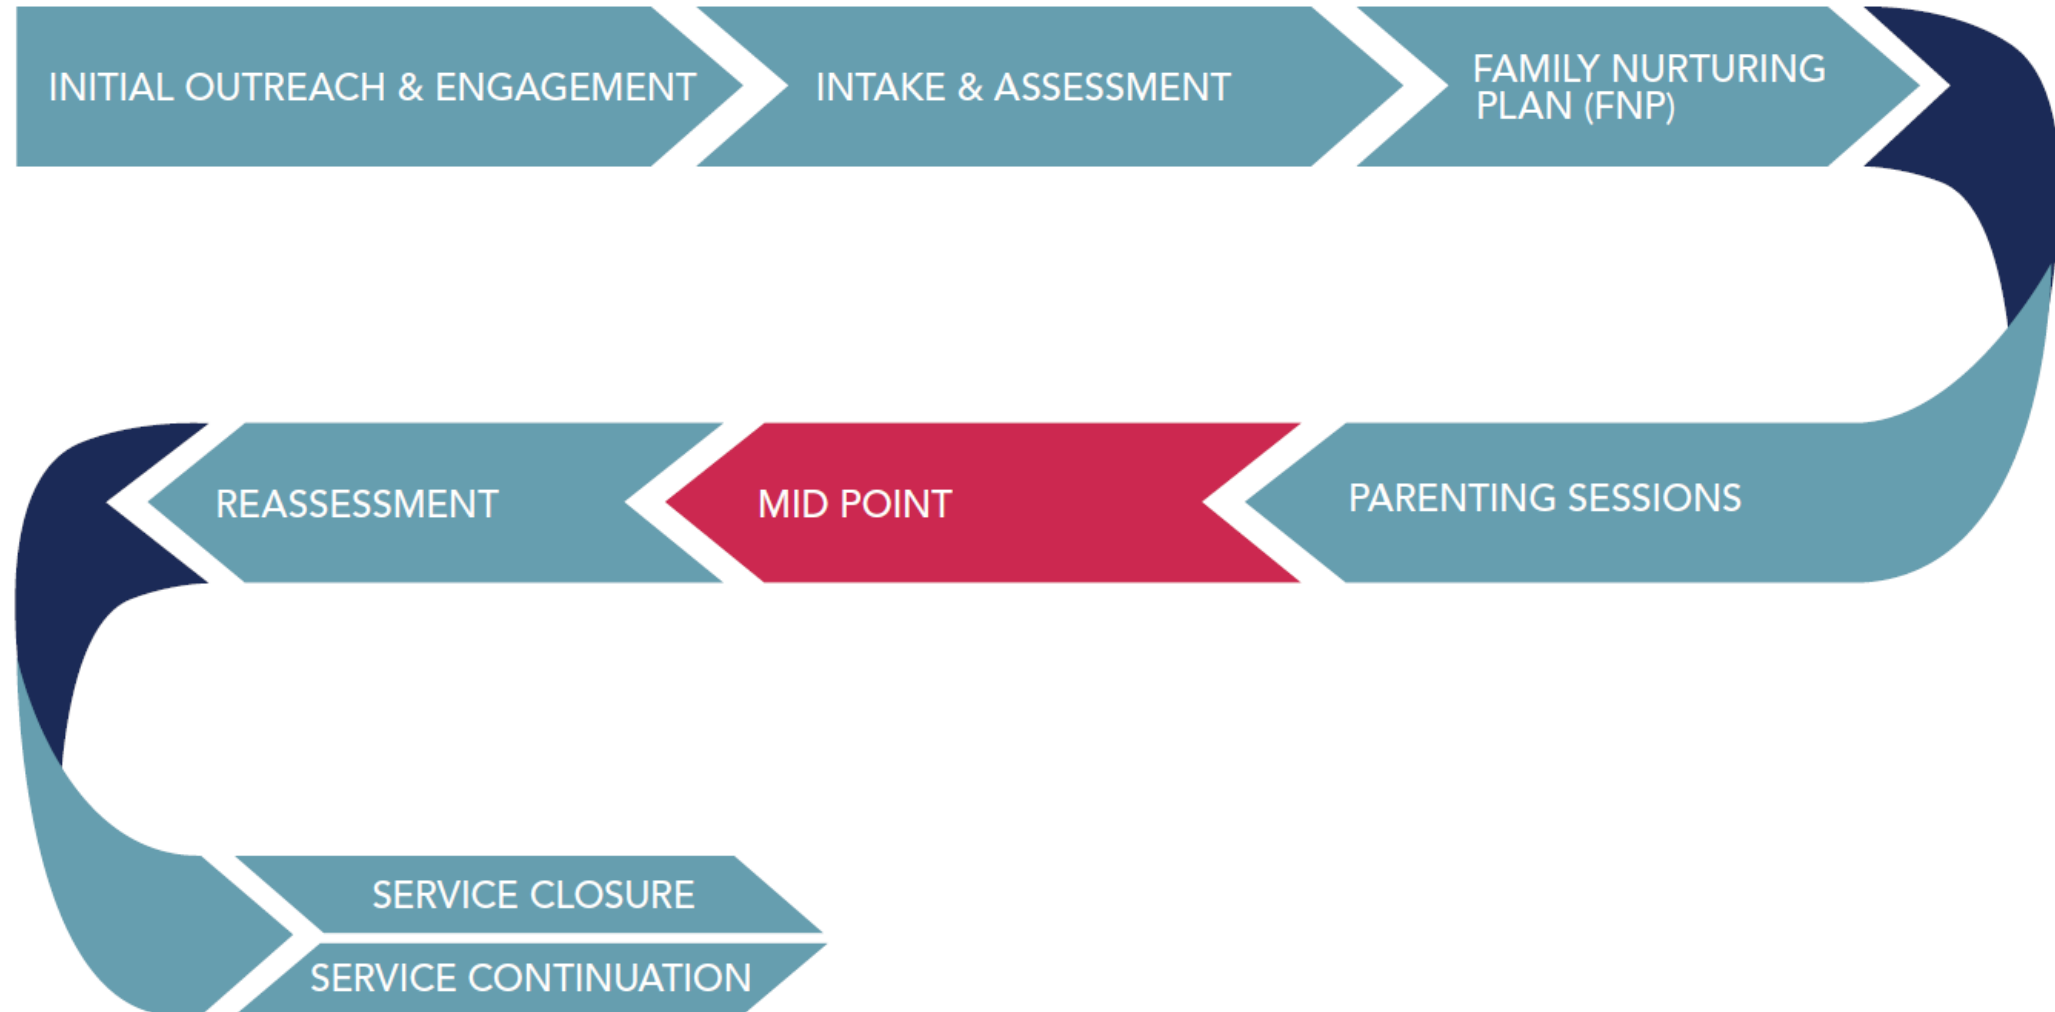 INITIAL OUTREACH & ENGAGEMENT
INTAKE & ASSESSMENT
FAMILY NURTURING
PLAN (FNP)
PARENTING SESSIONS
MID POINT
REASSESSMENT
SERVICE CLOSURE
SERVICE CONTINUATION